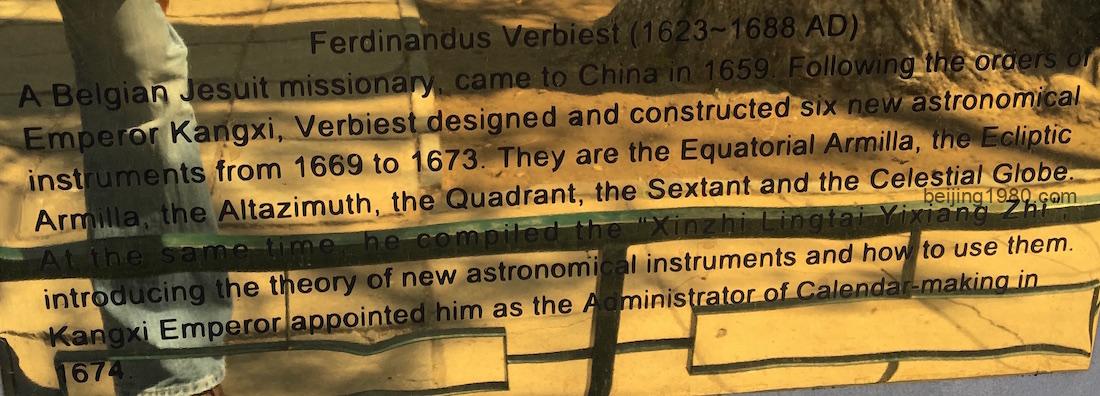 Ferdinandus Verbiest (1623~1688 AD)
A Belgian Jesuit missionary, came to China in 1659. Following the orders of
Emperor Kangxi, Verbiest designed and constructed six new astronomical
instruments from 1669 to 1673. They are the Equatorial Armilla, the Ecliptic
Armilla, the Altazimuth, the Quadrant, the Sextant and the Celestial Globe.
beijing1980.com
At the same time, he compiled the "Xinzhi Lingtai Yixiang Zhi",
introducing the theory of new astronomical instruments and how to use them.
Kangxi Emperor appointed him as the Administrator of Calendar-making in
1674.